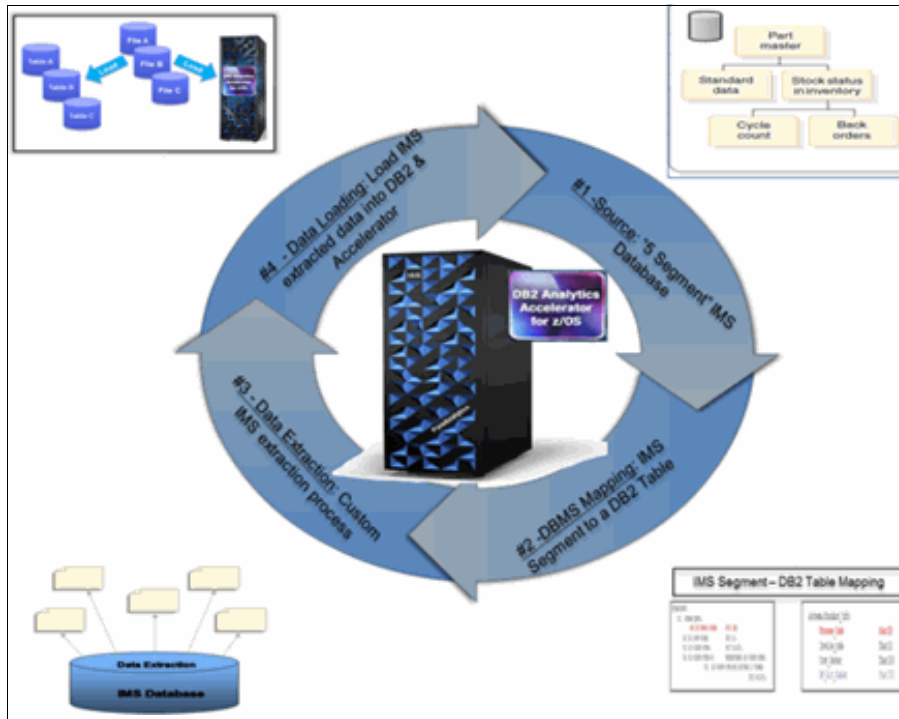 File A
File B
File C
Table A
Table B
Table C
Load
Load
Part
master
Standard
data
Stock status
in inventory
Cycle
count
Back
orders
#1 -Source: "5 Segment" IMS
Database
#2 -DBMS Mapping: IMS
Segment to a DB2 Table
#3 - Data Extraction: Custom
IMS extraction process
#4 - Data Loading: Load IMS
extracted data into DB2 &
Accelerator
DB2 Analytics
Accelerator
for z/OS
Data Extraction
IMS Database
IMS Segment – DB2 Table Mapping